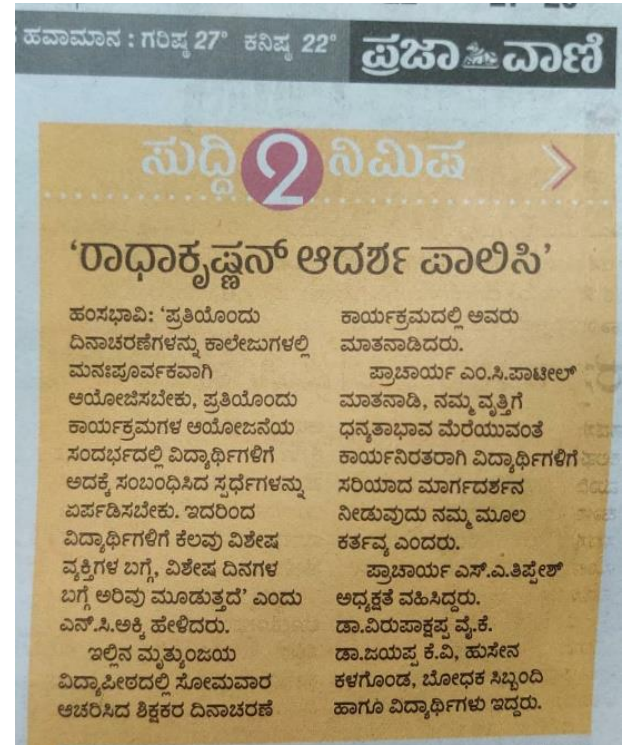 ಹವಾಮಾನ : ಗರಿಷ್ಠ 27° ಕನಿಷ್ಠ 22°
ಪ್ರಜಾವಾಣಿ
ಸುದ್ದಿ 2 ನಿಮಿಷ
‘ರಾಧಾಕೃಷ್ಣನ್ ಆದರ್ಶ ಪಾಲಿಸಿ’
ಹಂಸಭಾವಿ: ‘ಪ್ರತಿಯೊಂದು
ದಿನಾಚರಣೆಗಳನ್ನು ಕಾಲೇಜುಗಳಲ್ಲಿ
ಮನಃಪೂರ್ವಕವಾಗಿ
ಆಯೋಜಿಸಬೇಕು, ಪ್ರತಿಯೊಂದು
ಕಾರ್ಯಕ್ರಮಗಳ ಆಯೋಜನೆಯ
ಸಂದರ್ಭದಲ್ಲಿ ವಿದ್ಯಾರ್ಥಿಗಳಿಗೆ
ಅದಕ್ಕೆ ಸಂಬಂಧಿಸಿದ ಸ್ಪರ್ಧೆಗಳನ್ನು
ಏರ್ಪಡಿಸಬೇಕು. ಇದರಿಂದ
ವಿದ್ಯಾರ್ಥಿಗಳಿಗೆ ಕೆಲವು ವಿಶೇಷ
ವ್ಯಕ್ತಿಗಳ ಬಗ್ಗೆ, ವಿಶೇಷ ದಿನಗಳ
ಬಗ್ಗೆ ಅರಿವು ಮೂಡುತ್ತದೆ’ ಎಂದು
ಎನ್.ಸಿ.ಅಕ್ಕಿ ಹೇಳಿದರು.
ಇಲ್ಲಿನ ಮೃತ್ಯುಂಜಯ
ವಿದ್ಯಾಪೀಠದಲ್ಲಿ ಸೋಮವಾರ
ಆಚರಿಸಿದ ಶಿಕ್ಷಕರ ದಿನಾಚರಣೆ
ಕಾರ್ಯಕ್ರಮದಲ್ಲಿ ಅವರು
ಮಾತನಾಡಿದರು.
ಪ್ರಾಚಾರ್ಯ ಎಂ.ಸಿ.ಪಾಟೀಲ್
ಮಾತನಾಡಿ, ನಮ್ಮ ವೃತ್ತಿಗೆ
ಧನ್ಯತಾಭಾವ ಮೆರೆಯುವಂತೆ
ಕಾರ್ಯನಿರತರಾಗಿ ವಿದ್ಯಾರ್ಥಿಗಳಿಗೆ
ಸರಿಯಾದ ಮಾರ್ಗದರ್ಶನ
ನೀಡುವುದು ನಮ್ಮ ಮೂಲ
ಕರ್ತವ್ಯ ಎಂದರು.
ಪ್ರಾಚಾರ್ಯ ಎಸ್.ಎ.ತಿಪ್ಪೇಶ್
ಅಧ್ಯಕ್ಷತೆ ವಹಿಸಿದ್ದರು.
ಡಾ.ವಿರುಪಾಕ್ಷಪ್ಪ ವೈ.ಕೆ.
ಡಾ.ಜಯಪ್ಪ ಕೆ.ವಿ, ಹುಸೇನ
ಕಳಗೊಂಡ, ಬೋಧಕ ಸಿಬ್ಬಂದಿ
ಹಾಗೂ ವಿದ್ಯಾರ್ಥಿಗಳು ಇದ್ದರು.